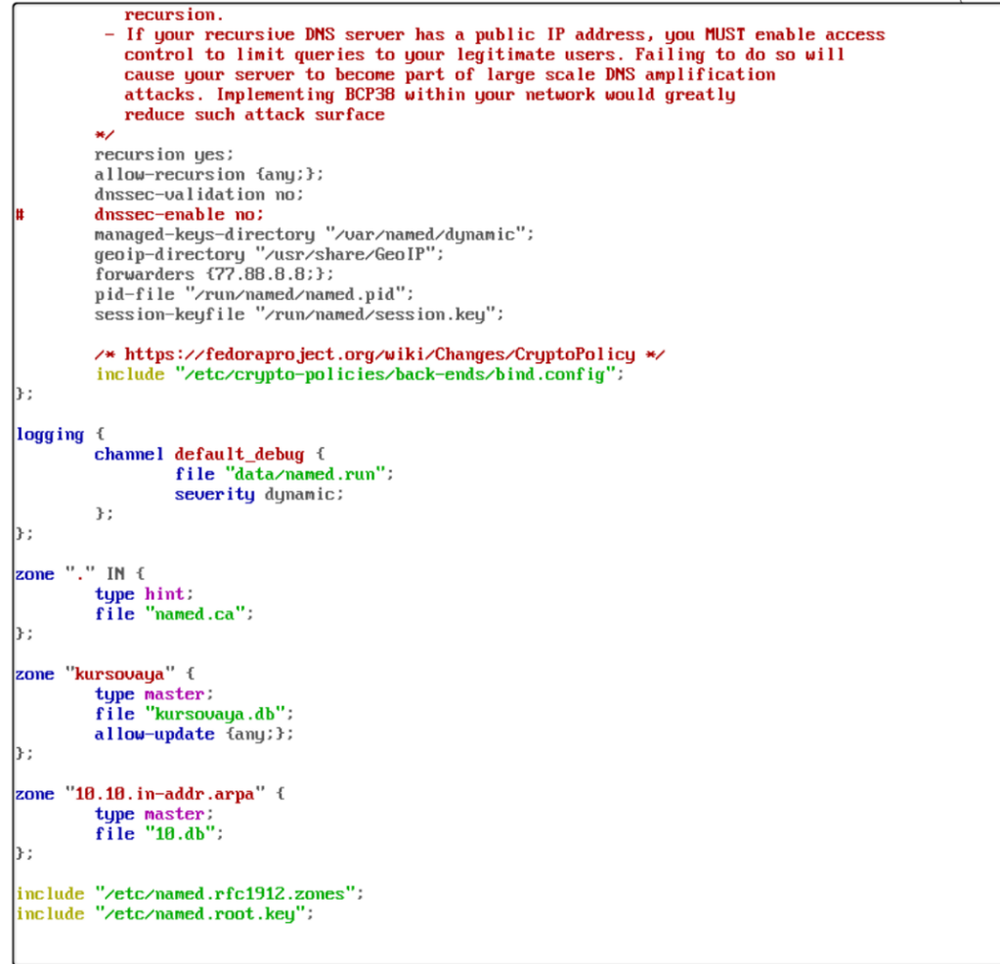 recursion.
- If your recursive DNS server has a public IP address, you MUST enable access
control to limit queries to your legitimate users. Failing to do so will
cause your server to become part of large scale DNS amplification
attacks. Implementing BCP38 within your network would greatly
reduce such attack surface
*/
recursion yes;
allow-recursion {any;};
dnssec-validation no;
#       dnssec-enable no;
managed-keys-directory "/var/named/dynamic";
geoip-directory "/usr/share/GeoIP";
forwarders {77.88.8.8;};
pid-file "/run/named/named.pid";
session-keyfile "/run/named/session.key";
/* https://fedoraproject.org/wiki/Changes/CryptoPolicy */
include "/etc/crypto-policies/back-ends/bind.config";
};
logging {
channel default_debug {
file "data/named.run";
severity dynamic;
};
};
zone "." IN {
type hint;
file "named.ca";
};
zone "kursovaya" {
type master;
file "kursovaya.db";
allow-update {any;};
};
zone "10.10.in-addr.arpa" {
type master;
file "10.db";
};
include "/etc/named.rfc1912.zones";
include "/etc/named.root.key";